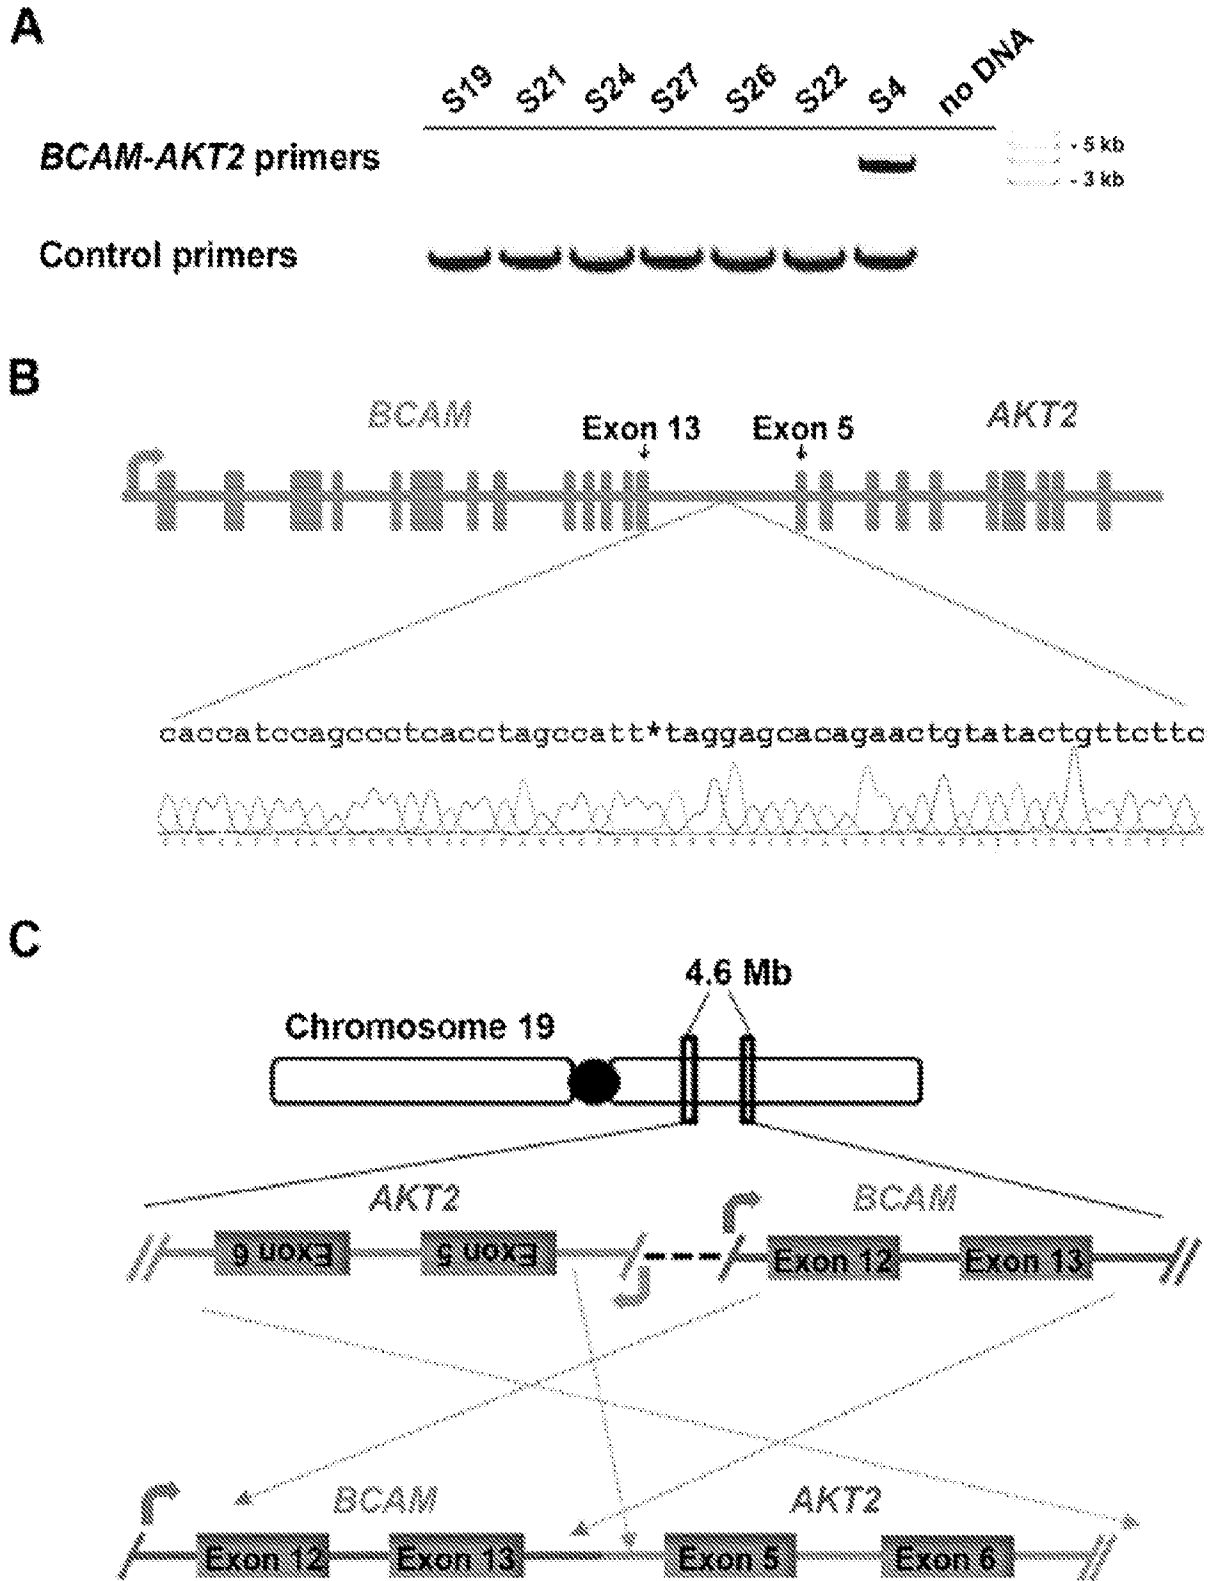 A
S19 S21 S24 S27 S26 S22 S4 no DNA
BCAM-AKT2 primers
- 5 kb
- 3 kb
Control primers
B
BCAM Exon 13 Exon 5 AKT2
caccatccagccctcacctagccatt*taggagcacagaactgtatactgttcttc
C
4.6 Mb
Chromosome 19
AKT2 BCAM
Exon 6 Exon 5 Exon 12 Exon 13
BCAM AKT2
Exon 12 Exon 13 Exon 5 Exon 6